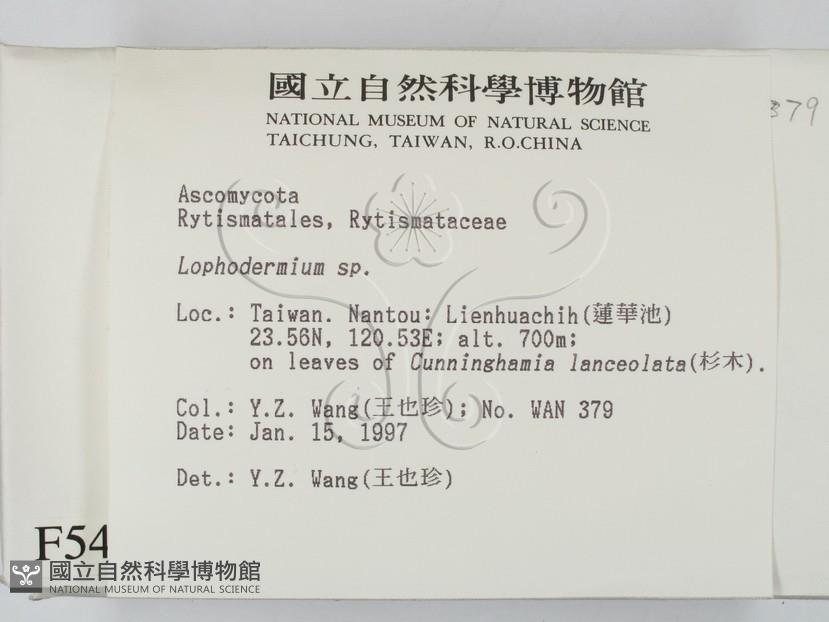 國立自然科學博物館
NATIONAL MUSEUM OF NATURAL SCIENCE
TAICHUNG, TAIWAN, R.O.CHINA
379
Ascomycota
Rytismatales, Rytismataceae
Lophodermium sp.
Loc.: Taiwan. Nantou: Lienhuachih(蓮華池)
23.56N, 120.53E; alt. 700m;
on leaves of Cunninghamia lanceolata(杉木).
Col.: Y.Z. Wang(王也珍); No. WAN 379
Date: Jan. 15, 1997
Det.: Y.Z. Wang(王也珍)
F54
國立自然科學博物館
NATIONAL MUSEUM OF NATURAL SCIENCE